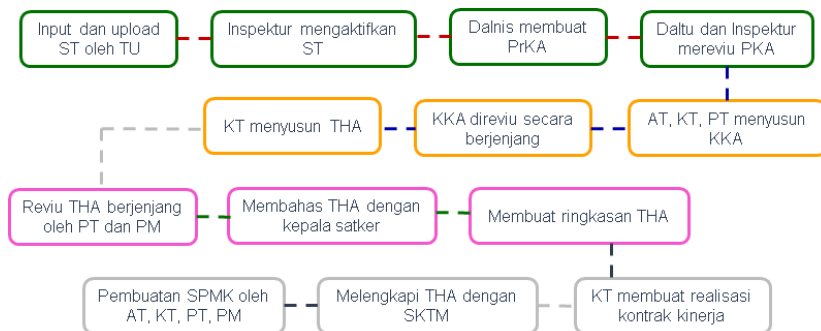 Input dan upload
ST oleh TU
Inspektur mengaktifkan
ST
Dalnis membuat
PrKA
Daltu dan Inspektur
mereviu PKA
KT menyusun THA
KKA direviu secara
berjenjang
AT, KT, PT menyusun
KKA
Reviu THA berjenjang
oleh PT dan PM
Membahas THA dengan
kepala satker
Membuat ringkasan THA
Pembuatan SPMK oleh
AT, KT, PT, PM
Melengkapi THA dengan
SKTM
KT membuat realisasi
kontrak kinerja